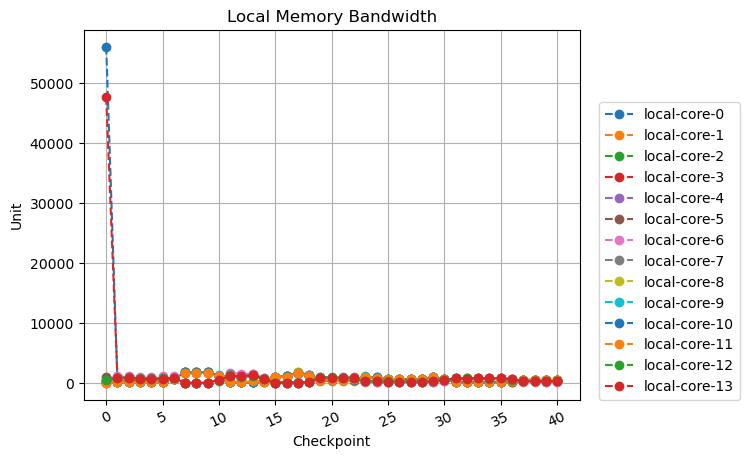 Local Memory Bandwidth
Unit
50000
40000
30000
20000
10000
0
0 5 10 15 20 25 30 35 40
Checkpoint
local-core-0
local-core-1
local-core-2
local-core-3
local-core-4
local-core-5
local-core-6
local-core-7
local-core-8
local-core-9
local-core-10
local-core-11
local-core-12
local-core-13